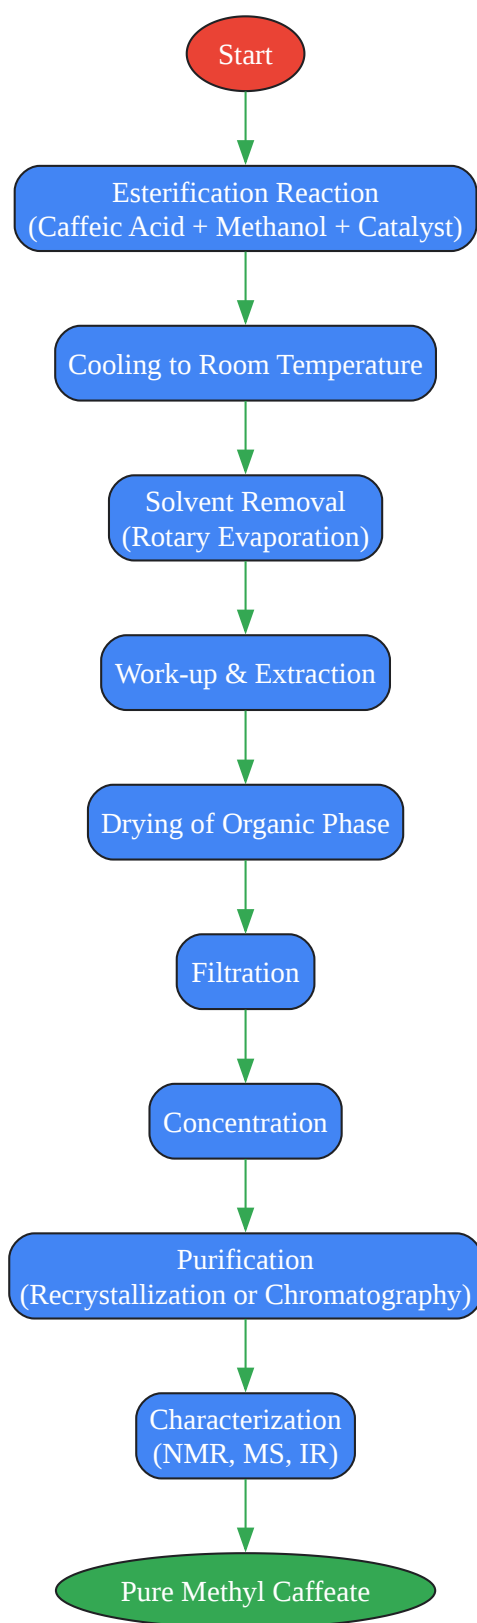 Start
Esterification Reaction
(Caffeic Acid + Methanol + Catalyst)
Cooling to Room Temperature
Solvent Removal
(Rotary Evaporation)
Work-up & Extraction
Drying of Organic Phase
Filtration
Concentration
Purification
(Recrystallization or Chromatography)
Characterization
(NMR, MS, IR)
Pure Methyl Caffeate